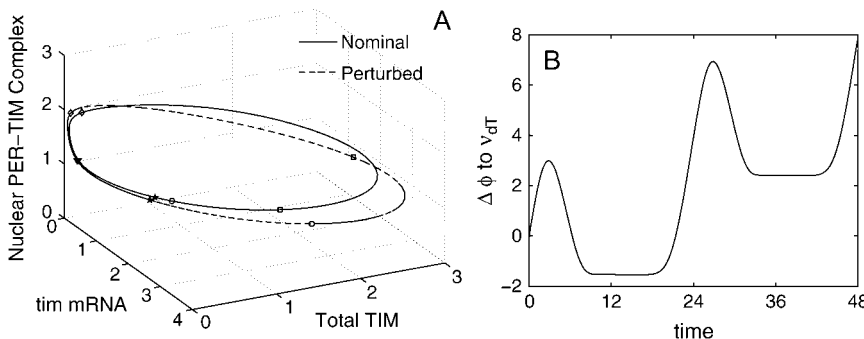 A
Nominal
Perturbed
Nuclear PER-TIM Complex
3
2
1
0
0
1
2
3
4
tim mRNA
0
1
2
3
Total TIM
B
Δ ϕ to νdT
8
6
4
2
0
−2
0
12
24
36
48
time